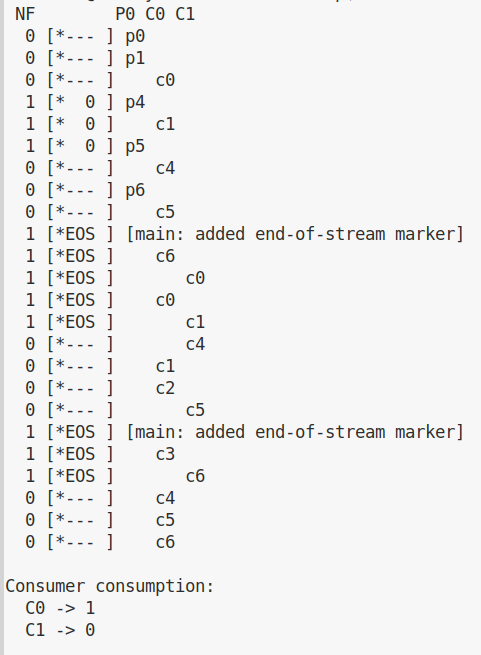 NF        P0 C0 C1
  0 [*--- ] p0
  0 [*--- ] p1
  0 [*--- ]    c0
  1 [*  0 ] p4
  1 [*  0 ]    c1
  1 [*  0 ] p5
  0 [*--- ]    c4
  0 [*--- ] p6
  0 [*--- ]    c5
  1 [*EOS ] [main: added end-of-stream marker]
  1 [*EOS ]    c6
  1 [*EOS ]       c0
  1 [*EOS ]    c0
  1 [*EOS ]       c1
  0 [*--- ]       c4
  0 [*--- ]    c1
  0 [*--- ]    c2
  0 [*--- ]       c5
  1 [*EOS ] [main: added end-of-stream marker]
  1 [*EOS ]    c3
  1 [*EOS ]       c6
  0 [*--- ]    c4
  0 [*--- ]    c5
  0 [*--- ]    c6

Consumer consumption:
  C0 -> 1
  C1 -> 0